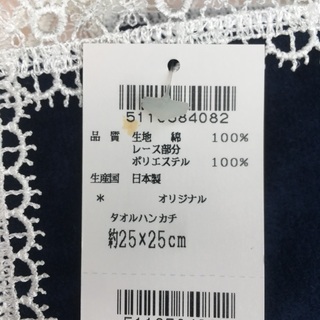 品質 生地 綿 100%
レース部分
ポリエステル 100%
生産国 日本製
* オリジナル
タオルハンカチ
約25×25cm